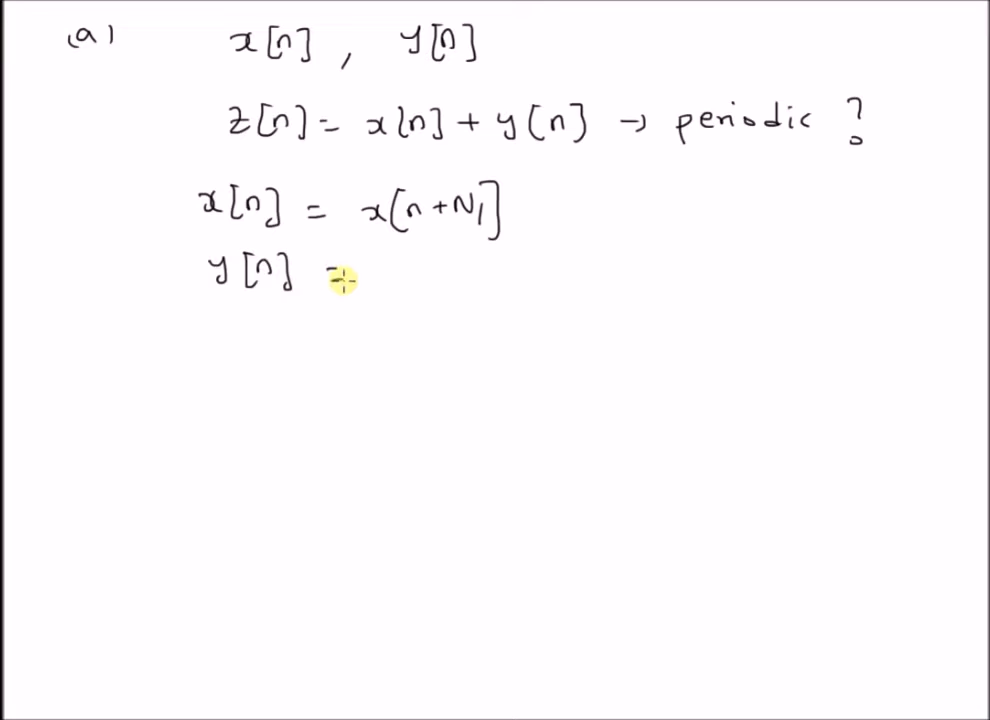 (a) x[n], y[n]
z[n] = x[n] + y[n] → periodic ?
x[n] = x[n+N₁]
y[n] =